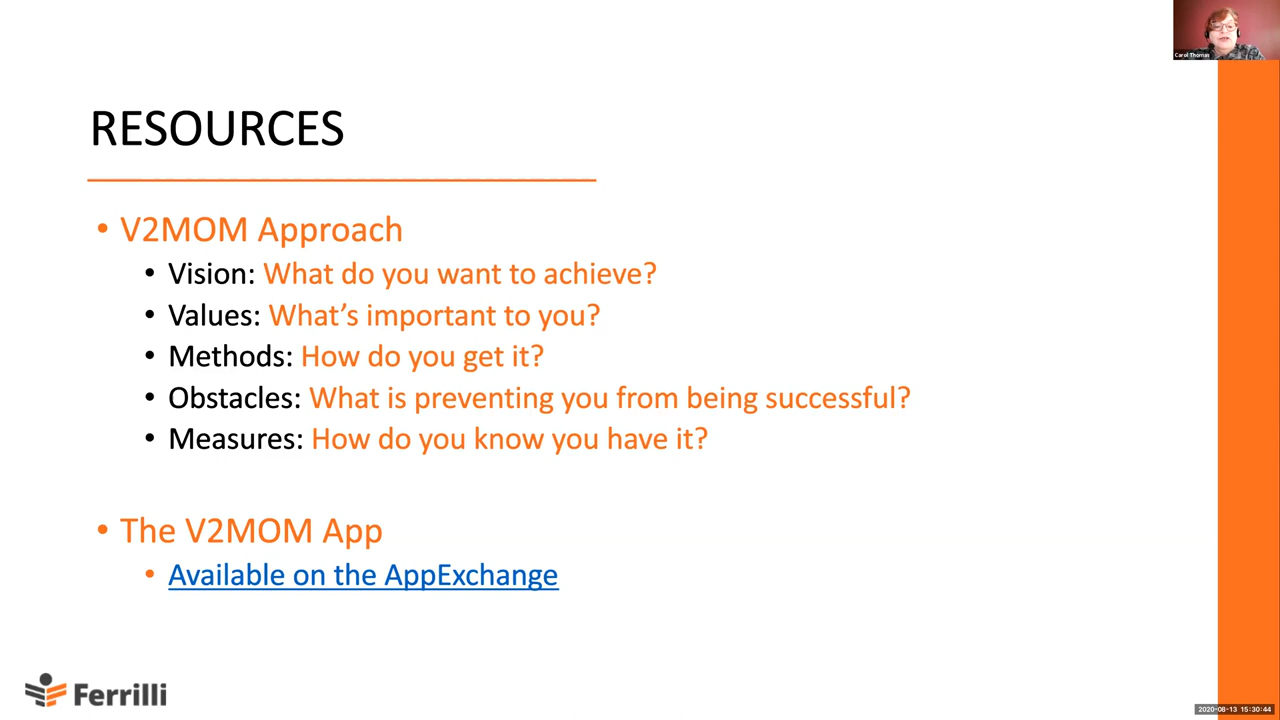 Carol Thomas
RESOURCES
• V2MOM Approach
• Vision: What do you want to achieve?
• Values: What’s important to you?
• Methods: How do you get it?
• Obstacles: What is preventing you from being successful?
• Measures: How do you know you have it?
• The V2MOM App
• Available on the AppExchange
Ferrilli
2020-08-13 15:30:44